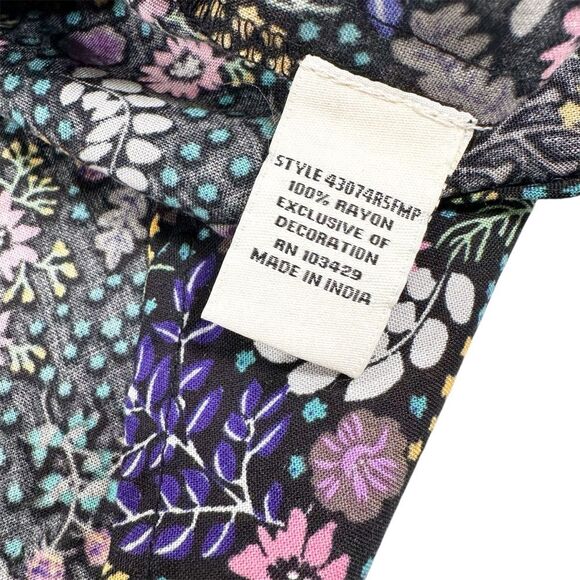 STYLE 43074R5FMP
100% RAYON
EXCLUSIVE OF
DECORATION
RN 103429
MADE IN INDIA